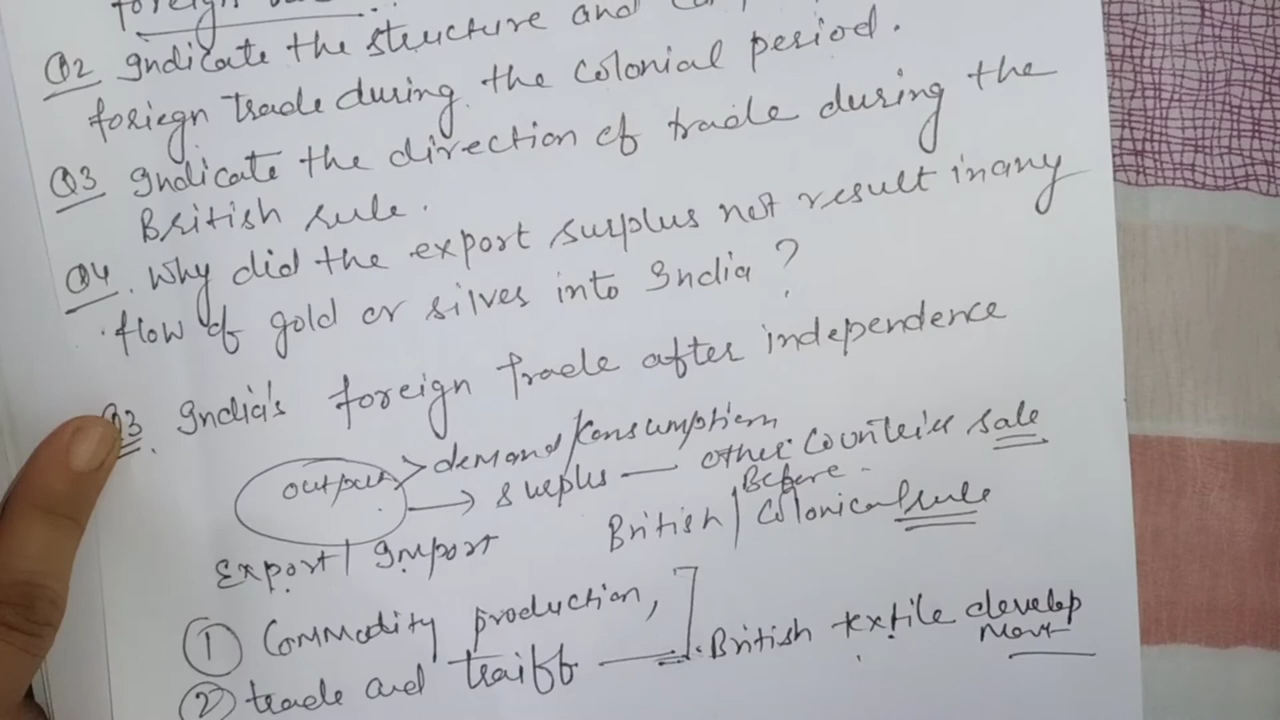 foreign
Q2 Indicate the structure and
foriegn trade during the colonial period.
Q3 Indicate the direction of trade during the
British rule.
Q4. Why did the export surplus not result in any
flow of gold or silves into India?
Q3. India's foreign trade after independence
output > demand/consumption
→ surplus — other countries sale
Before
British / Colonical rule
Export / Import
① Commodity production,
② trade and traiff — British textile develop
ment